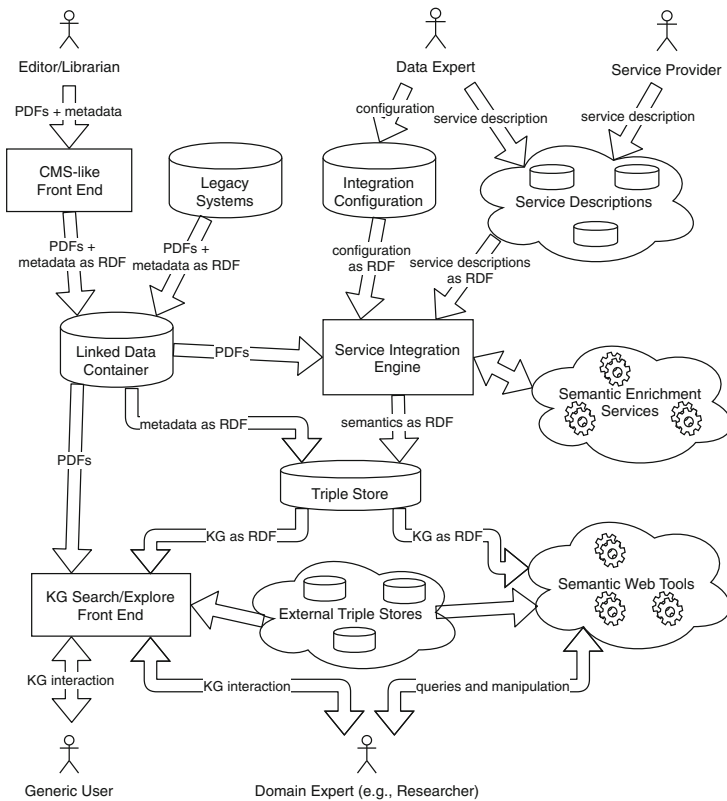 Editor/Librarian
Data Expert
Service Provider
PDFs + metadata
configuration
service description
service description
CMS-like
Front End
Legacy
Systems
Integration
Configuration
Service Descriptions
PDFs +
metadata as RDF
PDFs +
metadata as RDF
configuration
as RDF
service descriptions
as RDF
Linked Data
Container
PDFs
Service Integration
Engine
Semantic Enrichment
Services
metadata as RDF
semantics as RDF
PDFs
Triple Store
KG as RDF
KG as RDF
KG Search/Explore
Front End
External Triple Stores
Semantic Web Tools
KG interaction
KG interaction
queries and manipulation
Generic User
Domain Expert (e.g., Researcher)